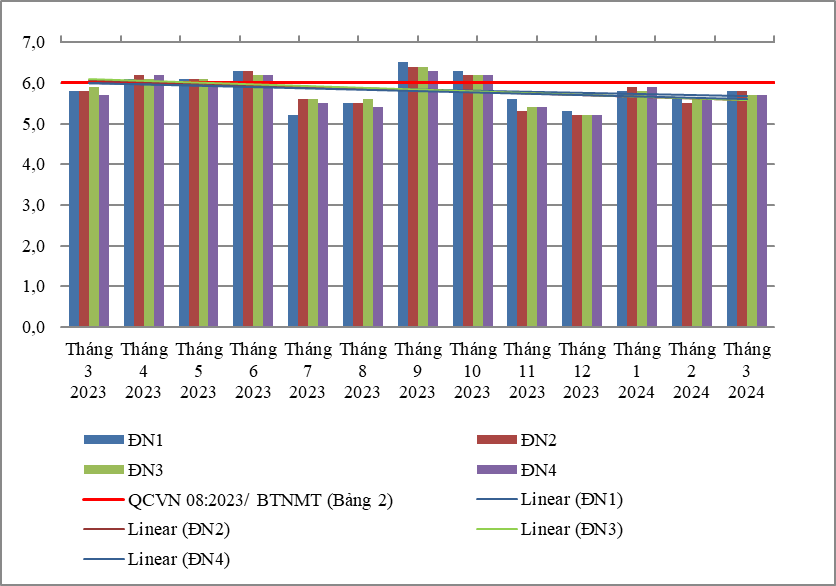 7,0
6,0
5,0
4,0
3,0
2,0
1,0
0,0
Tháng Tháng Tháng Tháng Tháng Tháng Tháng Tháng Tháng Tháng Tháng Tháng Tháng
3 4 5 6 7 8 9 10 11 12 1 2 3
2023 2023 2023 2023 2023 2023 2023 2023 2023 2023 2024 2024 2024
ĐN1 ĐN2
ĐN3 ĐN4
QCVN 08:2023/ BTNMT (Bảng 2) Linear (ĐN1)
Linear (ĐN2) Linear (ĐN3)
Linear (ĐN4)